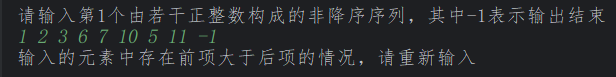 请输入第1个由若干正整数构成的非降序序列，其中-1表示输出结束
1 2 3 6 7 10 5 11 -1
输入的元素中存在前项大于后项的情况，请重新输入